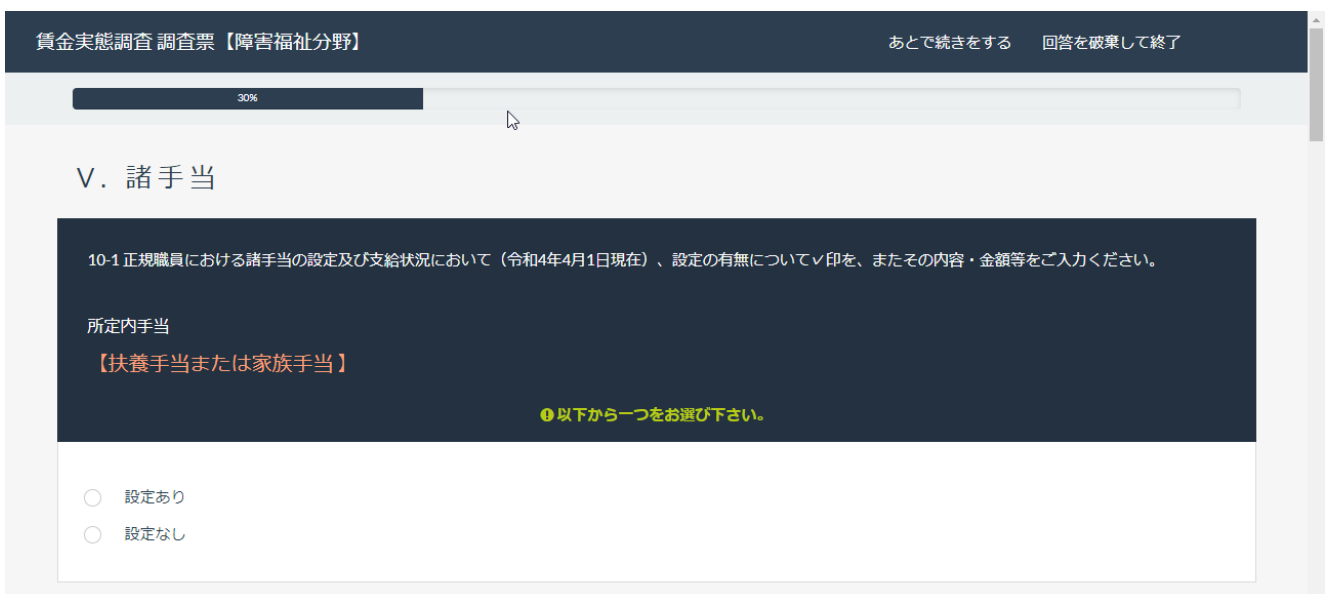 賃金実態調査 調査票【障害福祉分野】
あとで続きをする 回答を破棄して終了
30%
Ⅴ. 諸手当
10-1 正規職員における諸手当の設定及び支給状況において（令和4年4月1日現在）、設定の有無について✓印を、またその内容・金額等をご入力ください。
所定内手当
【扶養手当または家族手当】
以下から一つをお選び下さい。
設定あり
設定なし